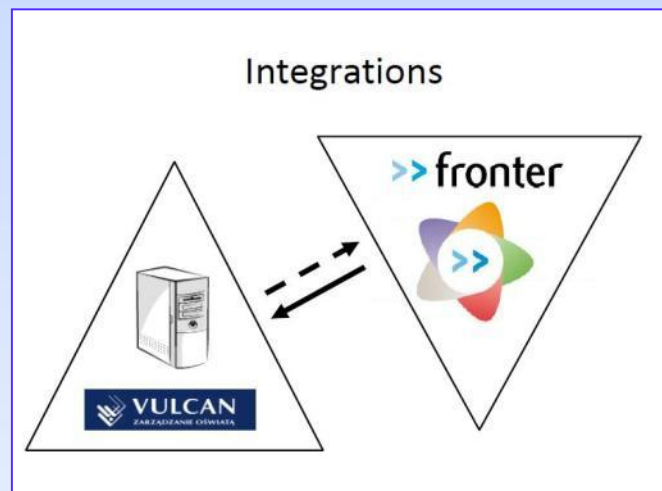 Integrations
>> fronter
>>
VULCAN
ZARZĄDZANIE OŚWIATĄ